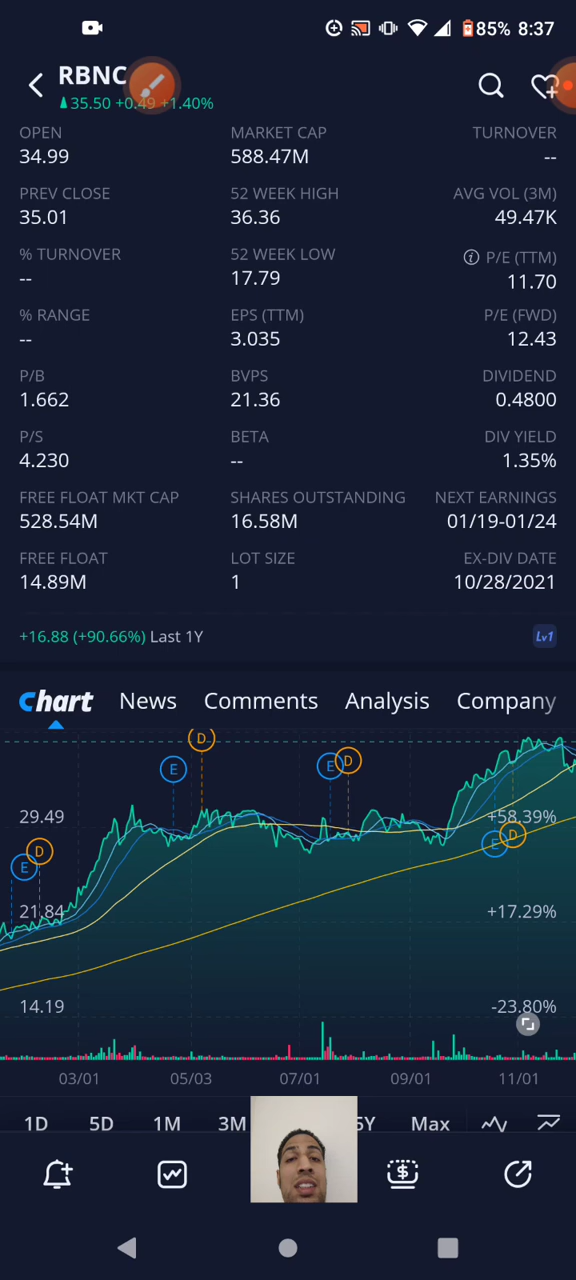 85% 8:37
RBNC
35.50 +0.49 +1.40%
OPEN MARKET CAP TURNOVER
34.99 588.47M --
PREV CLOSE 52 WEEK HIGH AVG VOL (3M)
35.01 36.36 49.47K
% TURNOVER 52 WEEK LOW P/E (TTM)
-- 17.79 11.70
% RANGE EPS (TTM) P/E (FWD)
-- 3.035 12.43
P/B BVPS DIVIDEND
1.662 21.36 0.4800
P/S BETA DIV YIELD
4.230 -- 1.35%
FREE FLOAT MKT CAP SHARES OUTSTANDING NEXT EARNINGS
528.54M 16.58M 01/19-01/24
FREE FLOAT LOT SIZE EX-DIV DATE
14.89M 1 10/28/2021
+16.88 (+90.66%) Last 1Y Lv1
Chart News Comments Analysis Company
D
E E D
29.49 +58.39%
E D E D
21.84 +17.29%
14.19 -23.80%
03/01 05/03 07/01 09/01 11/01
1D 5D 1M 3M 5Y Max